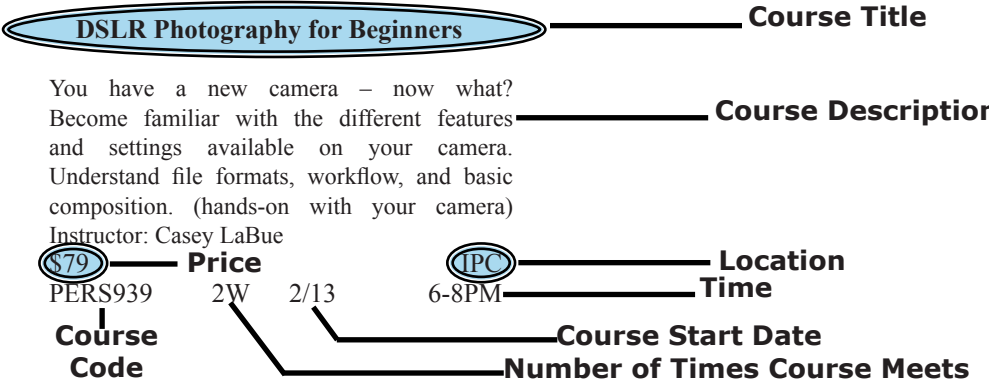 DSLR Photography for Beginners
Course Title
You have a new camera – now what?
Become familiar with the different features
Course Description
and settings available on your camera.
Understand file formats, workflow, and basic
composition. (hands-on with your camera)
Instructor: Casey LaBue
$79 Price IPC Location
PERS939 2W 2/13 6-8PM Time
Course Start Date
Course
Code
Number of Times Course Meets